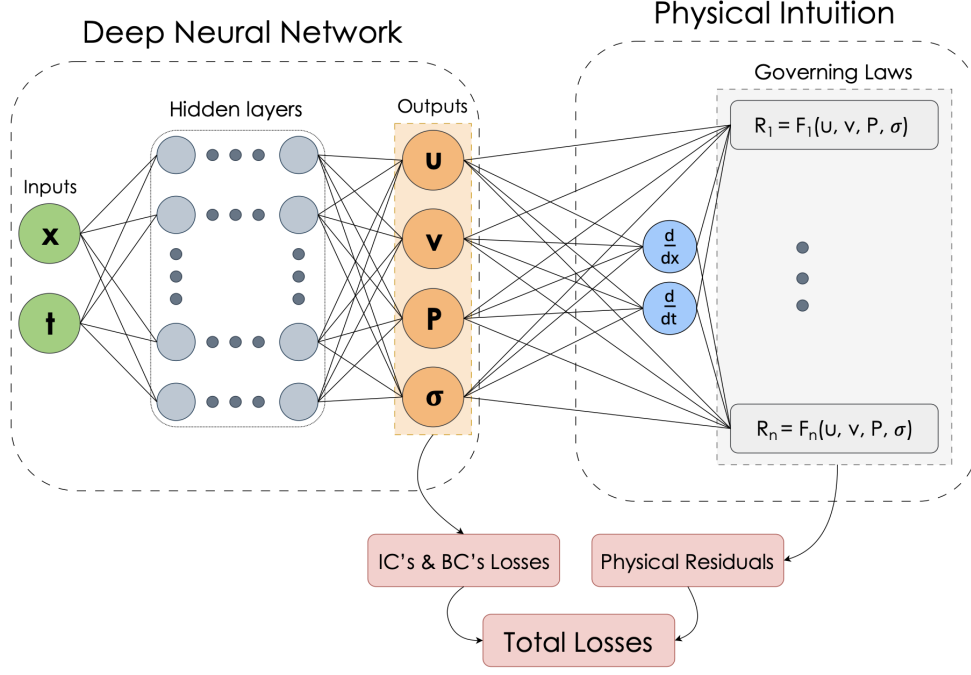 Deep Neural Network
Physical Intuition
Governing Laws
Hidden layers
Outputs
Inputs
x
t
u
v
P
σ
d
dx
d
dt
R₁ = F₁(u, v, P, σ)
Rₙ = Fₙ(u, v, P, σ)
IC's & BC's Losses
Physical Residuals
Total Losses